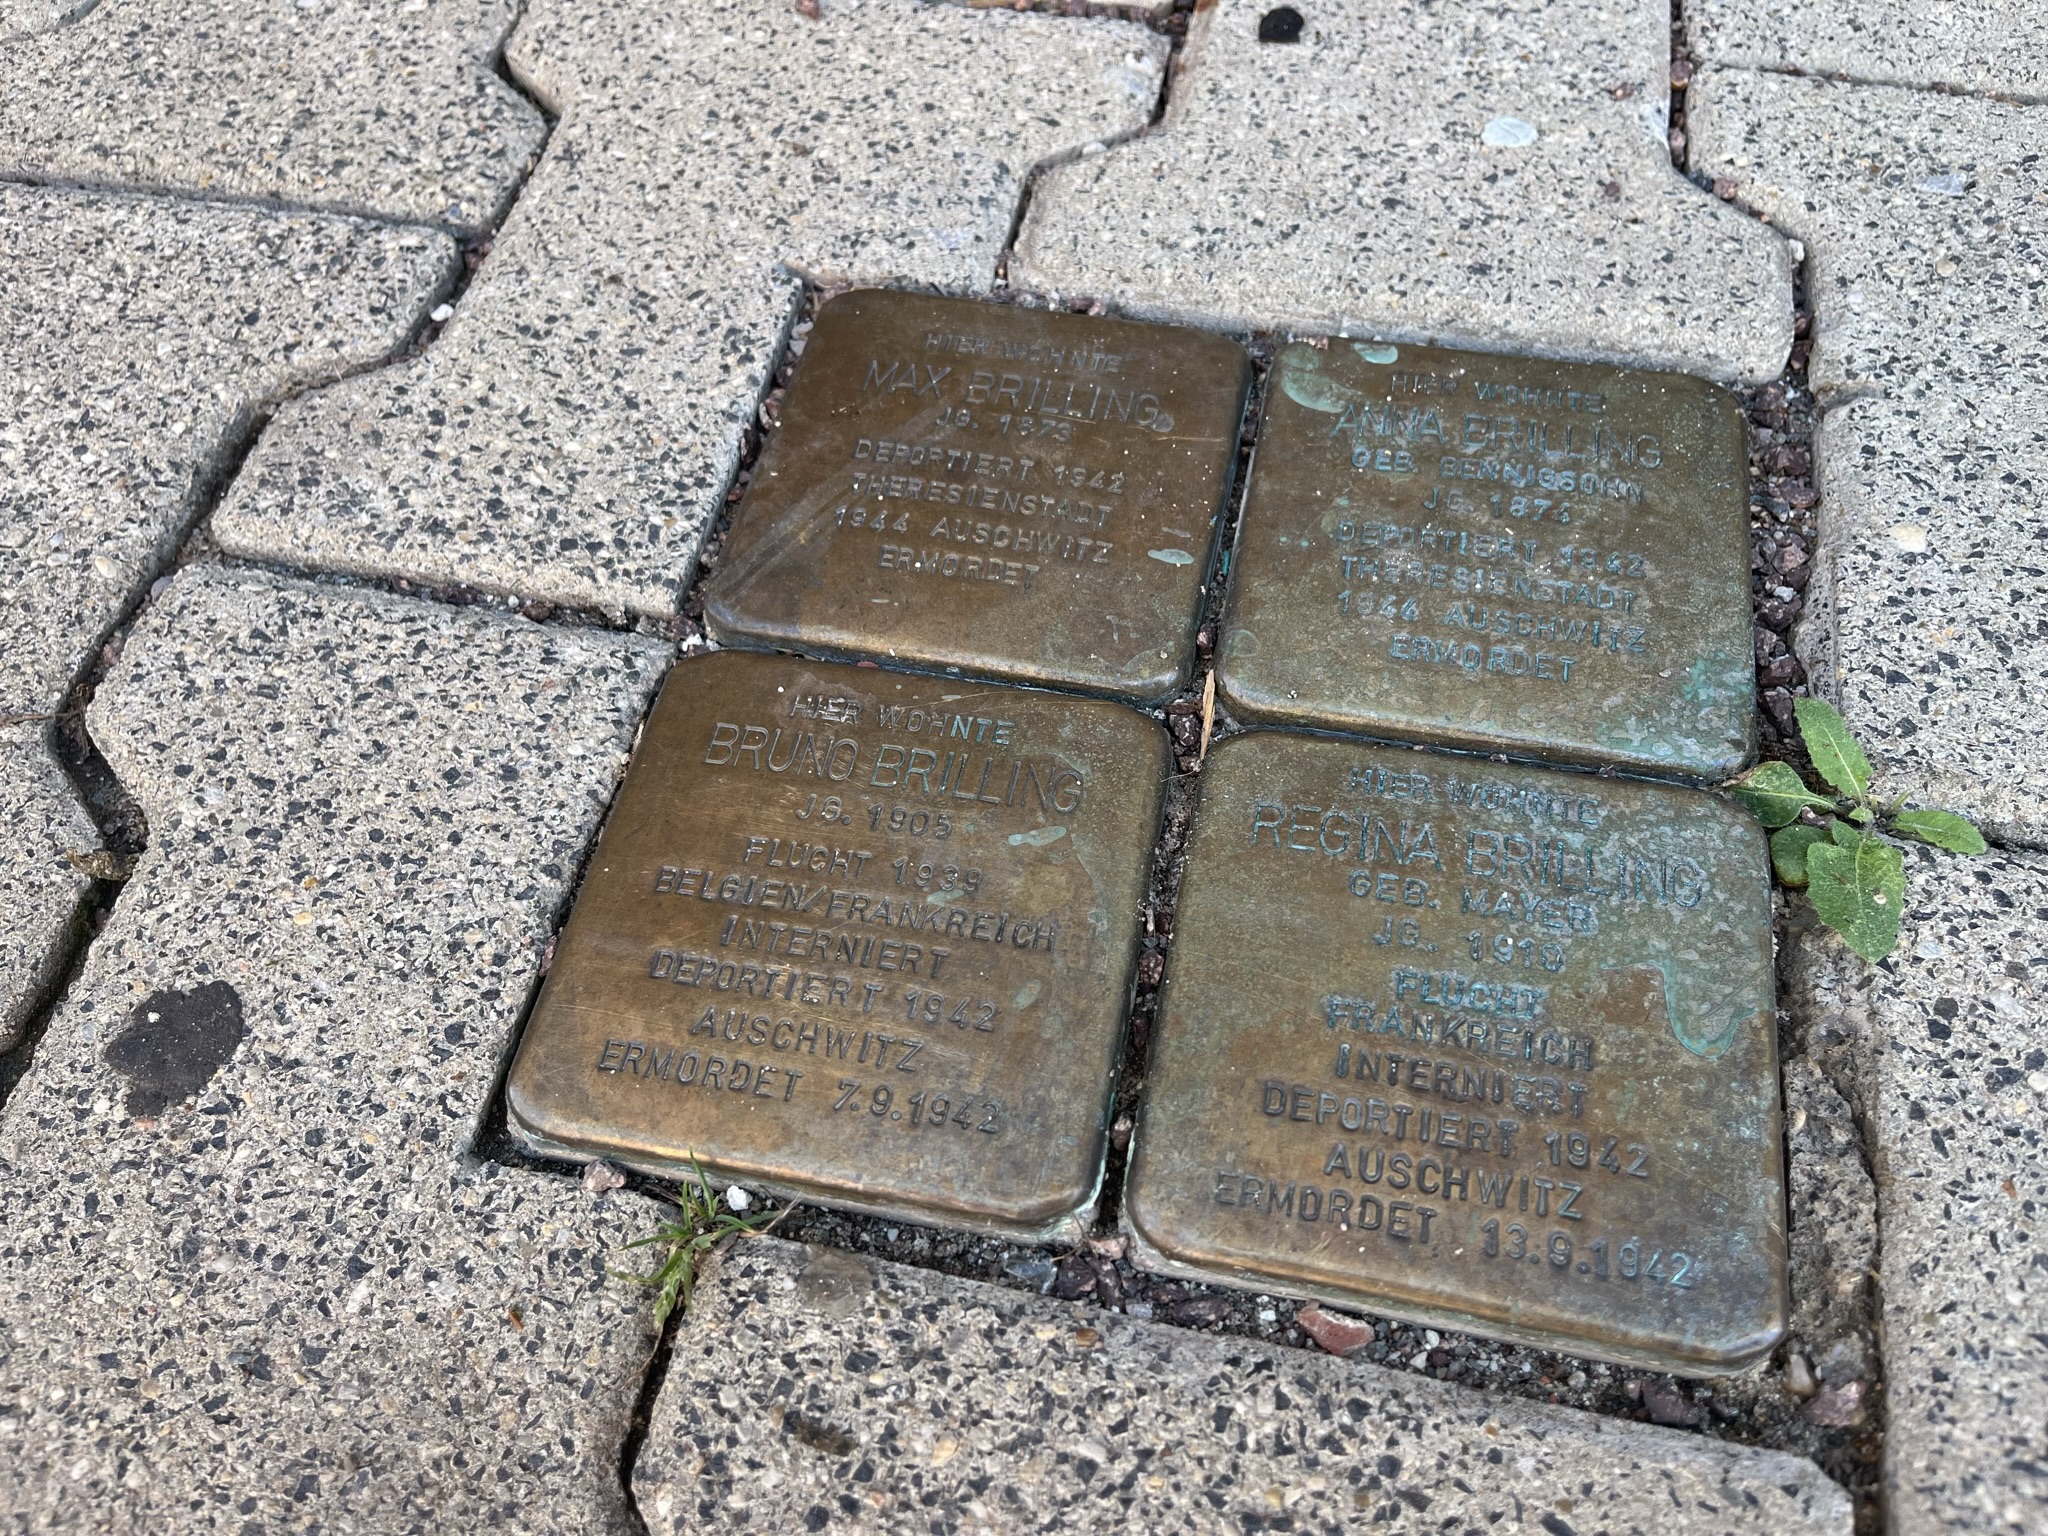 HIER WOHNTE
MAX BRILLING
JG. 1873
DEPORTIERT 1942
THERESIENSTADT
1944 AUSCHWITZ
ERMORDET
HIER WOHNTE
ANNA BRILLING
GEB. BENNIGSOHN
JG. 1874
DEPORTIERT 1942
THERESIENSTADT
1944 AUSCHWITZ
ERMORDET
HIER WOHNTE
BRUNO BRILLING
JG. 1905
FLUCHT 1939
BELGIEN/FRANKREICH
INTERNIERT
DEPORTIERT 1942
AUSCHWITZ
ERMORDET 7.9.1942
HIER WOHNTE
REGINA BRILLING
GEB. MAYER
JG. 1910
FLUCHT
FRANKREICH
INTERNIERT
DEPORTIERT 1942
AUSCHWITZ
ERMORDET 13.9.1942